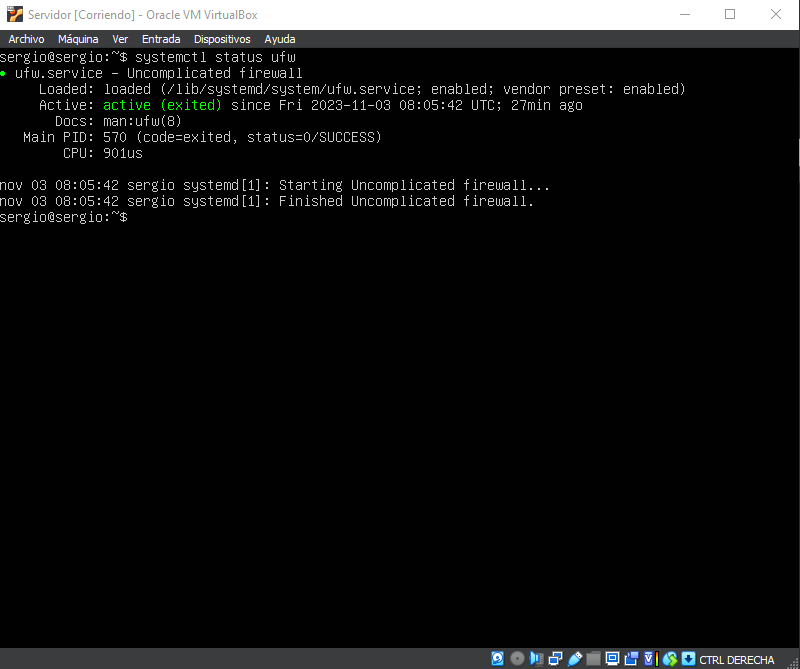 Servidor [Corriendo] - Oracle VM VirtualBox
Archivo Máquina Ver Entrada Dispositivos Ayuda
sergio@sergio:~$ systemctl status ufw
● ufw.service - Uncomplicated firewall
Loaded: loaded (/lib/systemd/system/ufw.service; enabled; vendor preset: enabled)
Active: active (exited) since Fri 2023-11-03 08:05:42 UTC; 27min ago
Docs: man:ufw(8)
Main PID: 570 (code=exited, status=0/SUCCESS)
CPU: 901us
nov 03 08:05:42 sergio systemd[1]: Starting Uncomplicated firewall...
nov 03 08:05:42 sergio systemd[1]: Finished Uncomplicated firewall.
sergio@sergio:~$
CTRL DERECHA